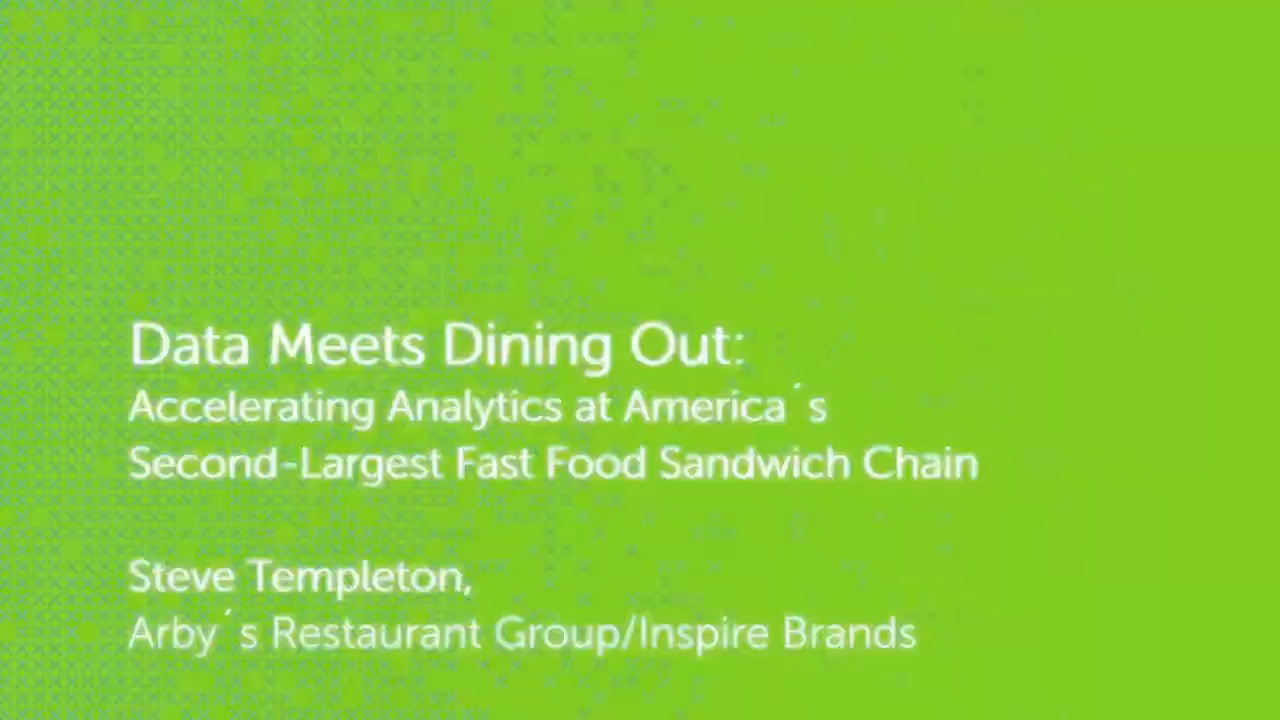 Data Meets Dining Out:
Accelerating Analytics at America´s
Second-Largest Fast Food Sandwich Chain
Steve Templeton,
Arby´s Restaurant Group/Inspire Brands